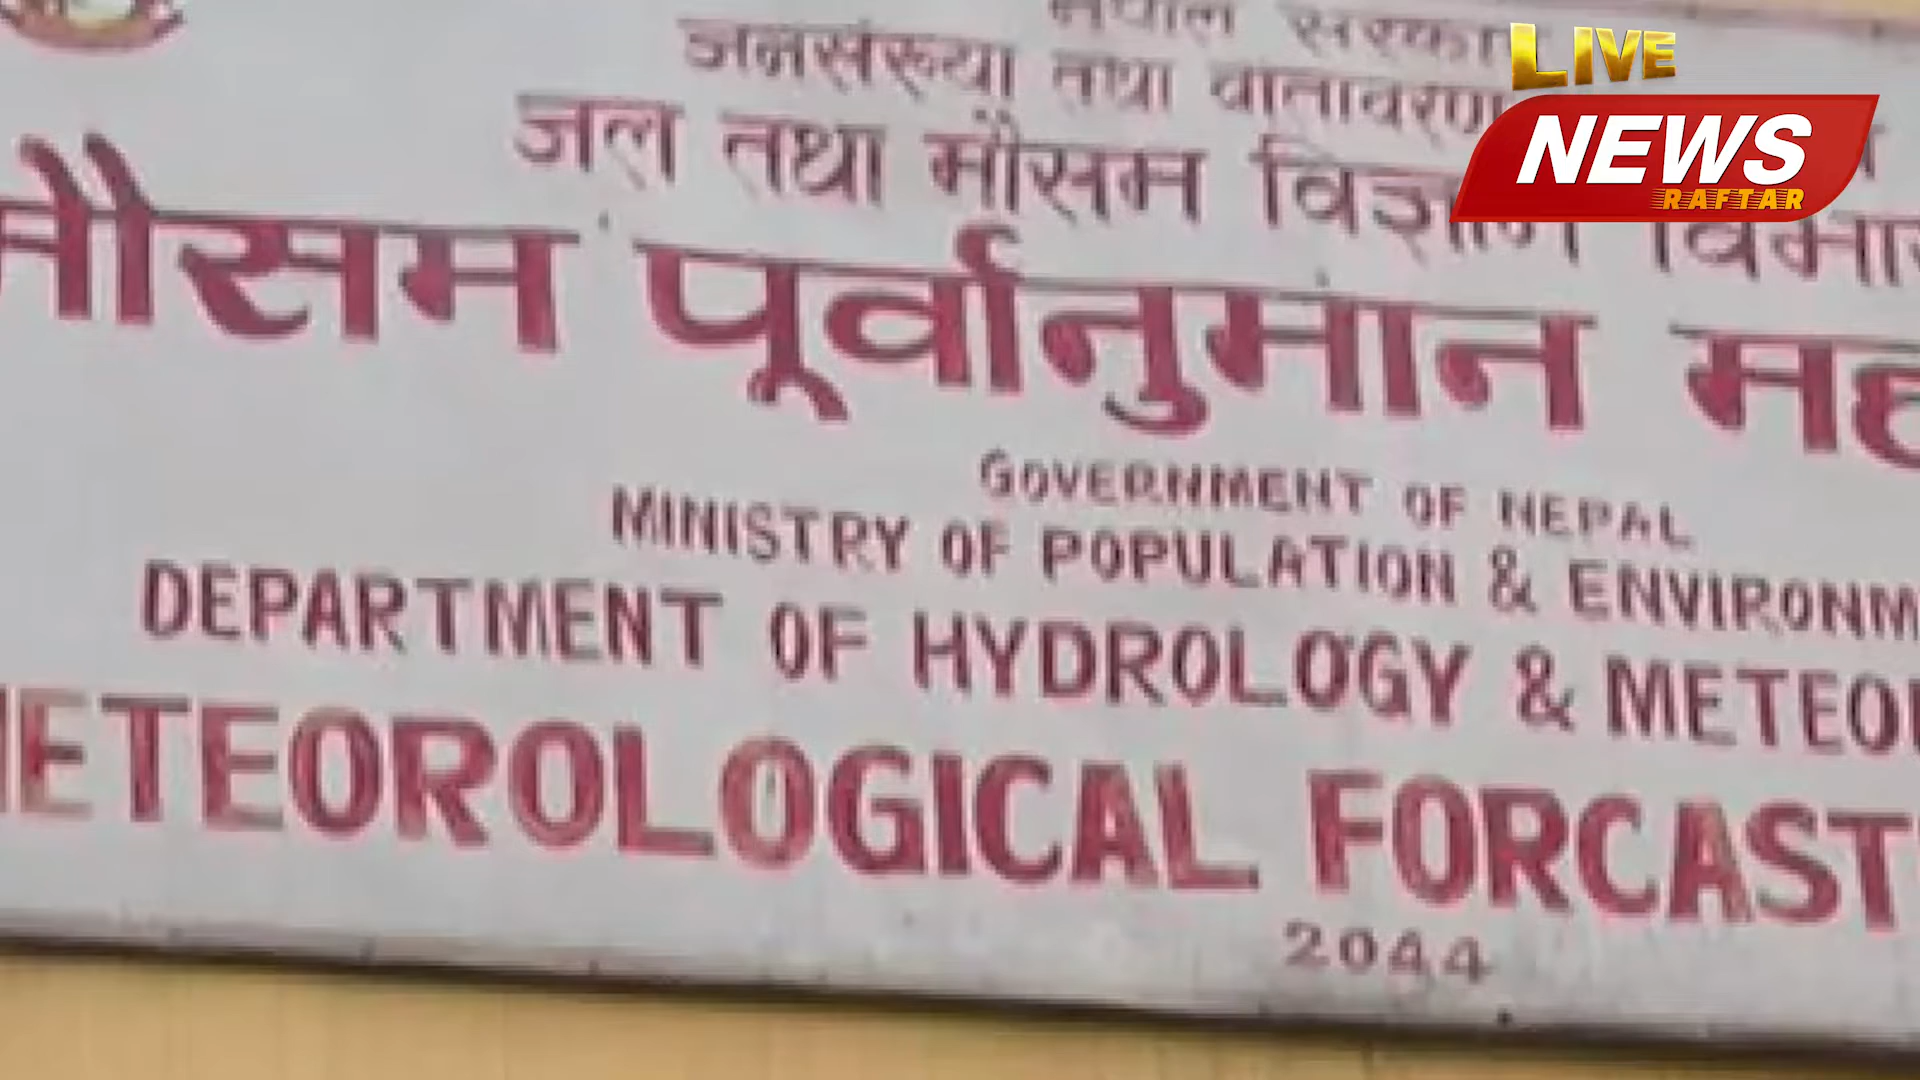 नेपाल सरकार
जनसंख्या तथा वातावरण
जल तथा मौसम विज्ञान
मौसम पूर्वानुमान
GOVERNMENT OF NEPAL
MINISTRY OF POPULATION & ENVIRONM
DEPARTMENT OF HYDROLOGY & METEO
METEOROLOGICAL FORCAST
2044
LIVE
NEWS
RAFTAR